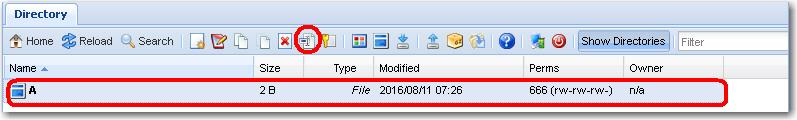 Directory
Home Reload Search Show Directories Filter
Name Size Type Modified Perms Owner
A 2 B File 2016/08/11 07:26 666 (rw-rw-rw-) n/a